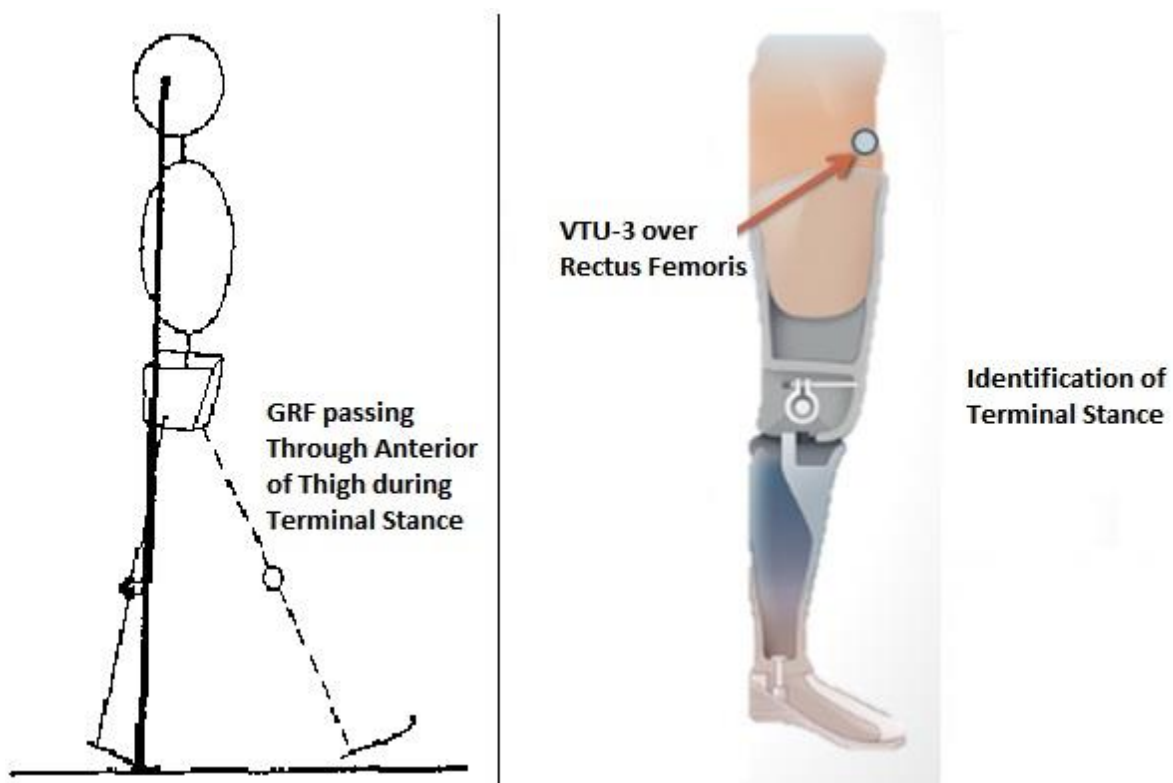 GRF passing
Through Anterior
of Thigh during
Terminal Stance
VTU-3 over
Rectus Femoris
Identification of
Terminal Stance